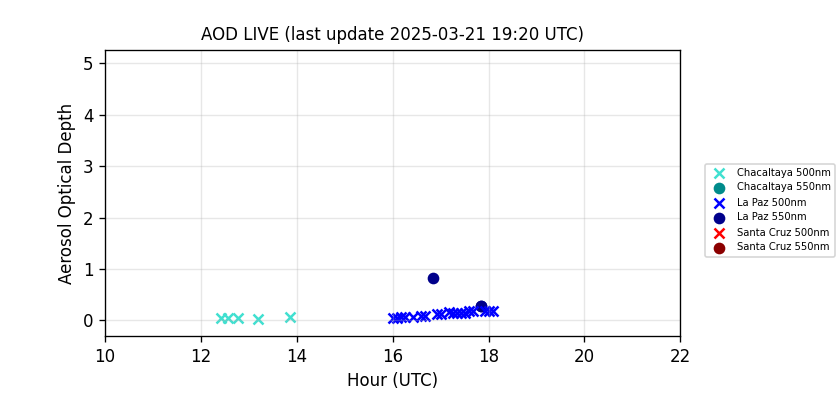 AOD LIVE (last update 2025-03-21 19:20 UTC)
Aerosol Optical Depth
5
4
3
2
1
0
10 12 14 16 18 20 22
Hour (UTC)
Chacaltaya 500nm
Chacaltaya 550nm
La Paz 500nm
La Paz 550nm
Santa Cruz 500nm
Santa Cruz 550nm